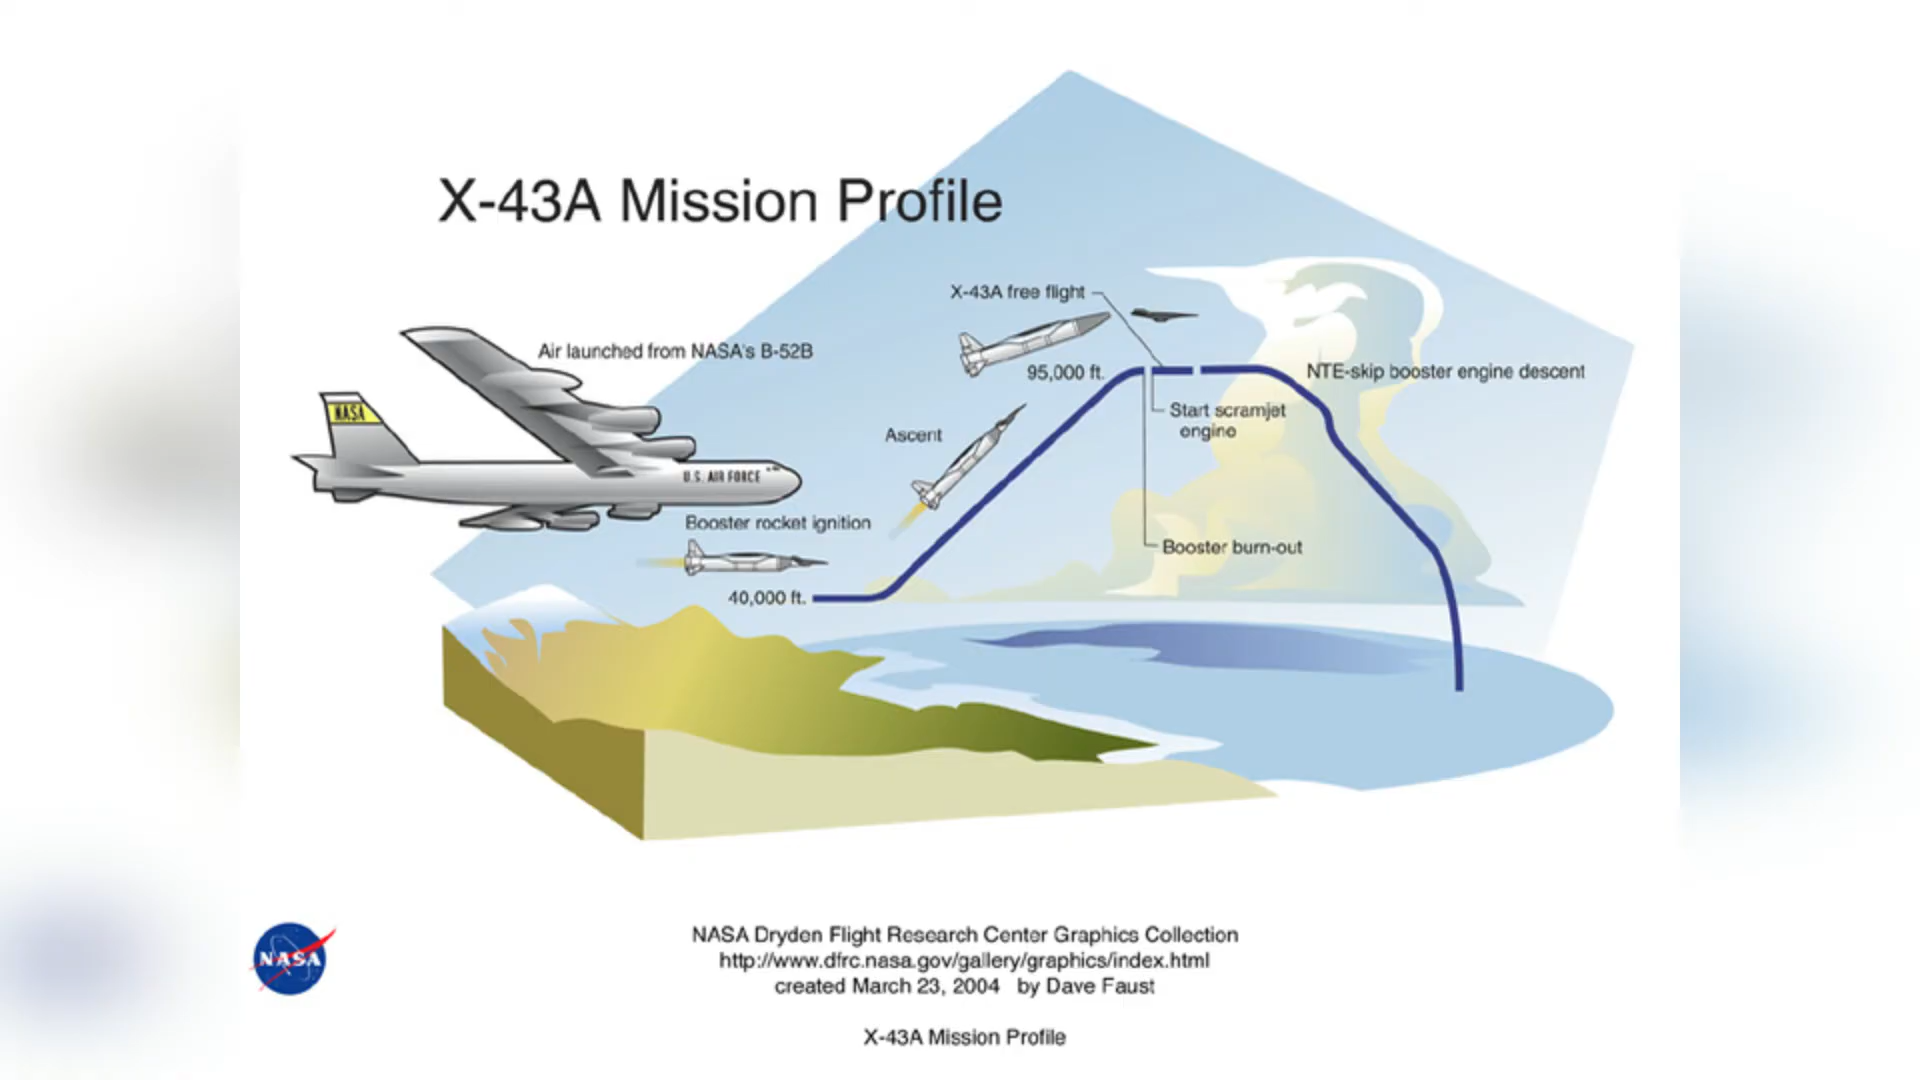 X-43A Mission Profile
X-43A free flight
Air launched from NASA's B-52B
95,000 ft.
NTE-skip booster engine descent
NASA
Start scramjet
engine
Ascent
U.S. AIR FORCE
Booster rocket ignition
Booster burn-out
40,000 ft.
NASA
NASA Dryden Flight Research Center Graphics Collection
http://www.dfrc.nasa.gov/gallery/graphics/index.html
created March 23, 2004 by Dave Faust
X-43A Mission Profile